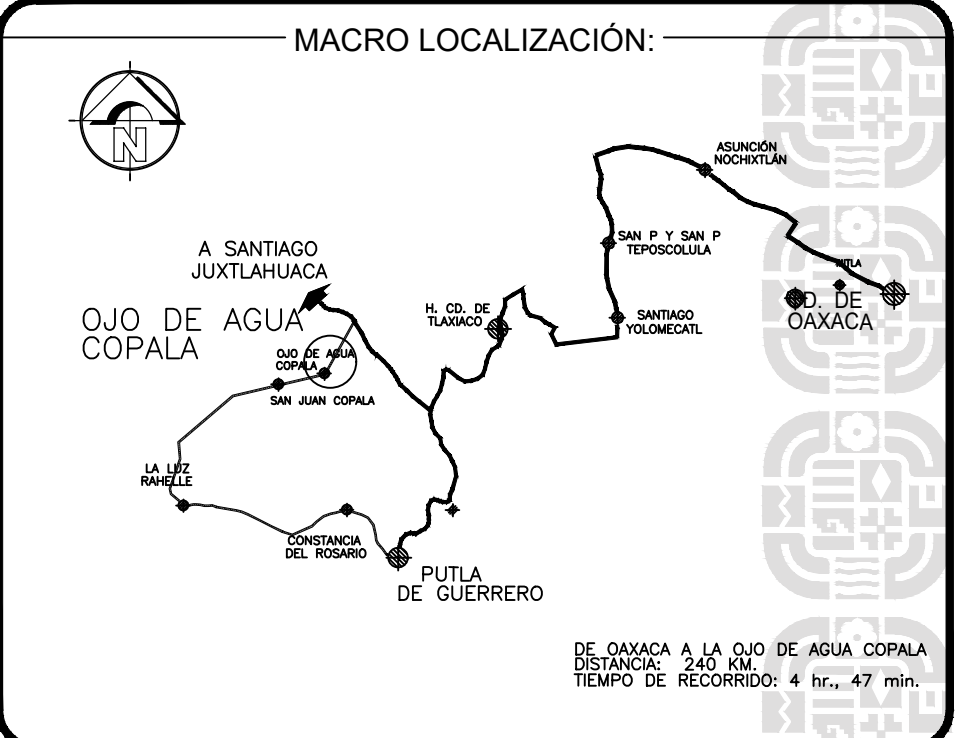 MACRO LOCALIZACIÓN:
N
ASUNCIÓN
NOCHIXTLÁN
SAN P Y SAN P
TEPOSCOLULA
A SANTIAGO
JUXTLAHUACA
MITLA
D. DE
OAXACA
H. CD. DE
TLAXIACO
SANTIAGO
YOLOMECATL
OJO DE AGUA
COPALA
OJO DE AGUA
COPALA
SAN JUAN COPALA
LA LUZ
RAHELLE
CONSTANCIA
DEL ROSARIO
PUTLA
DE GUERRERO
DE OAXACA A LA OJO DE AGUA COPALA
DISTANCIA: 240 KM.
TIEMPO DE RECORRIDO: 4 hr., 47 min.